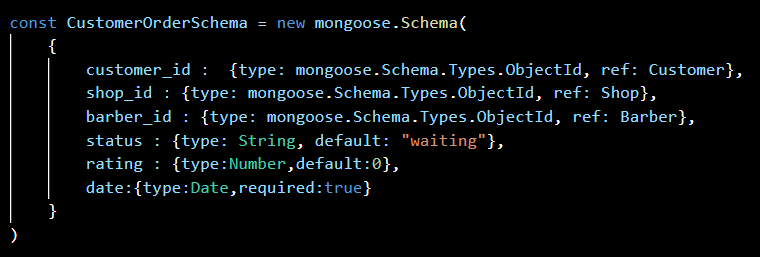 const CustomerOrderSchema = new mongoose.Schema(
    {
        customer_id :  {type: mongoose.Schema.Types.ObjectId, ref: Customer},
        shop_id : {type: mongoose.Schema.Types.ObjectId, ref: Shop},
        barber_id : {type: mongoose.Schema.Types.ObjectId, ref: Barber},
        status : {type: String, default: "waiting"},
        rating : {type:Number,default:0},
        date:{type:Date,required:true}
    }
)